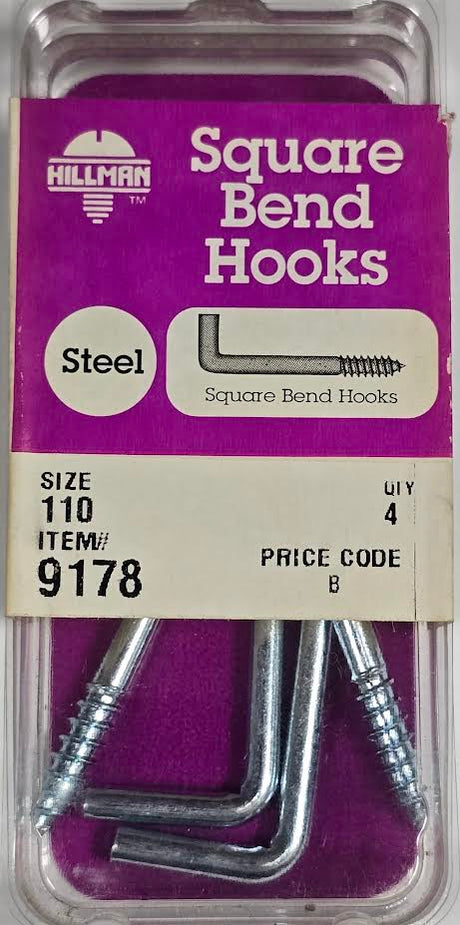 HILLMAN
TM
Square
Bend
Hooks
Steel
Square Bend Hooks
SIZE
110
QTY
4
ITEM#
9178
PRICE CODE
B